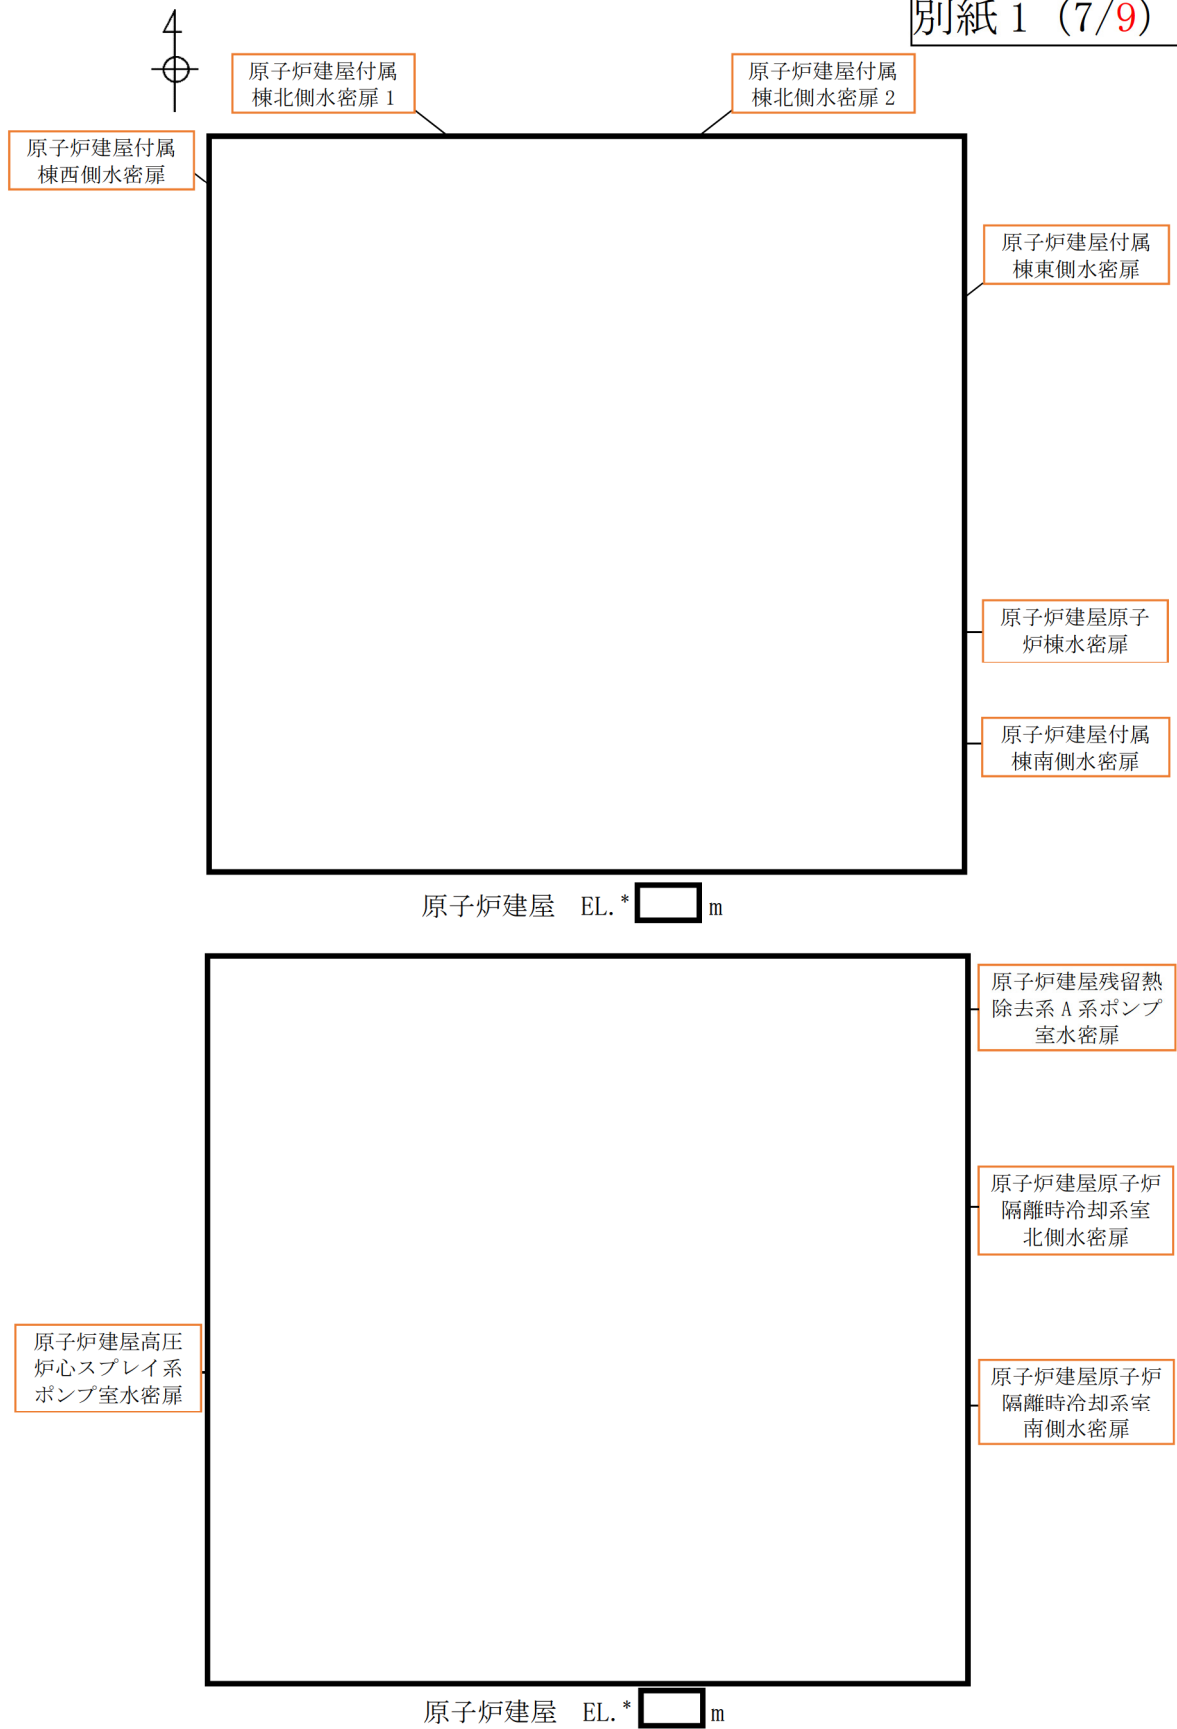 別紙1（7/9）
原子炉建屋付属
棟北側水密扉1
原子炉建屋付属
棟北側水密扉2
原子炉建屋付属
棟西側水密扉
原子炉建屋付属
棟東側水密扉
原子炉建屋原子
炉棟水密扉
原子炉建屋付属
棟南側水密扉
原子炉建屋 EL.* m
原子炉建屋残留熱
除去系A系ポンプ
室水密扉
原子炉建屋原子炉
隔離時冷却系室
北側水密扉
原子炉建屋高圧
炉心スプレイ系
ポンプ室水密扉
原子炉建屋原子炉
隔離時冷却系室
南側水密扉
原子炉建屋 EL.* m